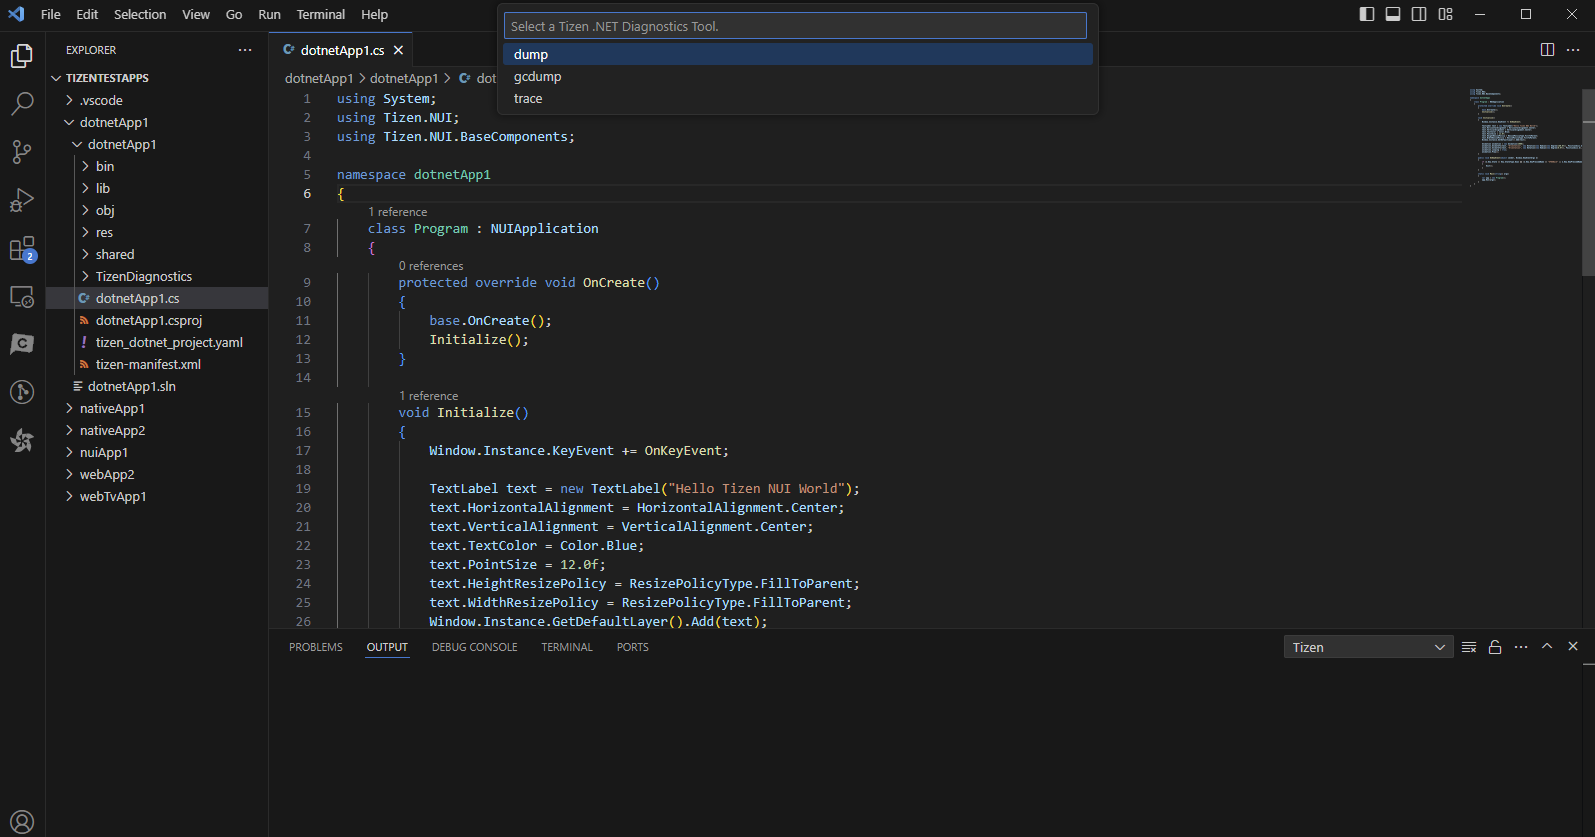 File Edit Selection View Go Run Terminal Help
Select a Tizen .NET Diagnostics Tool.
dump
gcdump
trace
EXPLORER
TIZENTESTAPPS
.vscode
dotnetApp1
dotnetApp1
bin
lib
obj
res
shared
TizenDiagnostics
dotnetApp1.cs
dotnetApp1.csproj
tizen_dotnet_project.yaml
tizen-manifest.xml
dotnetApp1.sln
nativeApp1
nativeApp2
nuiApp1
webApp2
webTvApp1
2
dotnetApp1.cs
dotnetApp1 > dotnetApp1 > dot
1 using System;
2 using Tizen.NUI;
3 using Tizen.NUI.BaseComponents;
4
5 namespace dotnetApp1
6 {
1 reference
7 class Program : NUIApplication
8 {
0 references
9 protected override void OnCreate()
10 {
11 base.OnCreate();
12 Initialize();
13 }
14
1 reference
15 void Initialize()
16 {
17 Window.Instance.KeyEvent += OnKeyEvent;
18
19 TextLabel text = new TextLabel("Hello Tizen NUI World");
20 text.HorizontalAlignment = HorizontalAlignment.Center;
21 text.VerticalAlignment = VerticalAlignment.Center;
22 text.TextColor = Color.Blue;
23 text.PointSize = 12.0f;
24 text.HeightResizePolicy = ResizePolicyType.FillToParent;
25 text.WidthResizePolicy = ResizePolicyType.FillToParent;
26 Window.Instance.GetDefaultLayer().Add(text);
PROBLEMS OUTPUT DEBUG CONSOLE TERMINAL PORTS
Tizen